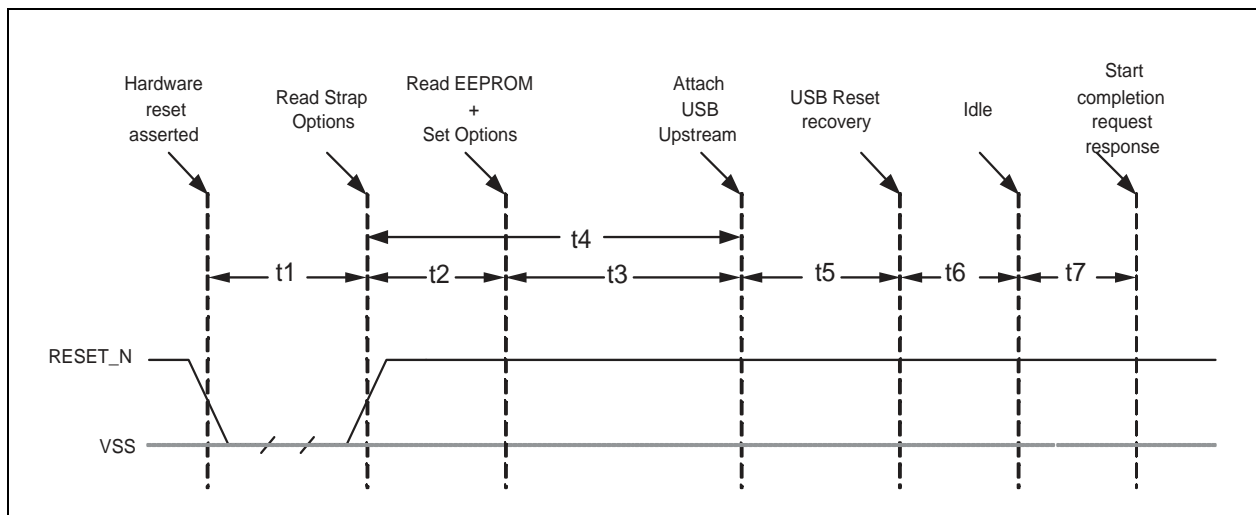 Hardware
reset
asserted
Read Strap
Options
Read EEPROM
+
Set Options
Attach
USB
Upstream
USB Reset
recovery
Idle
Start
completion
request
response
t4
t1
t2
t3
t5
t6
t7
RESET_N
VSS